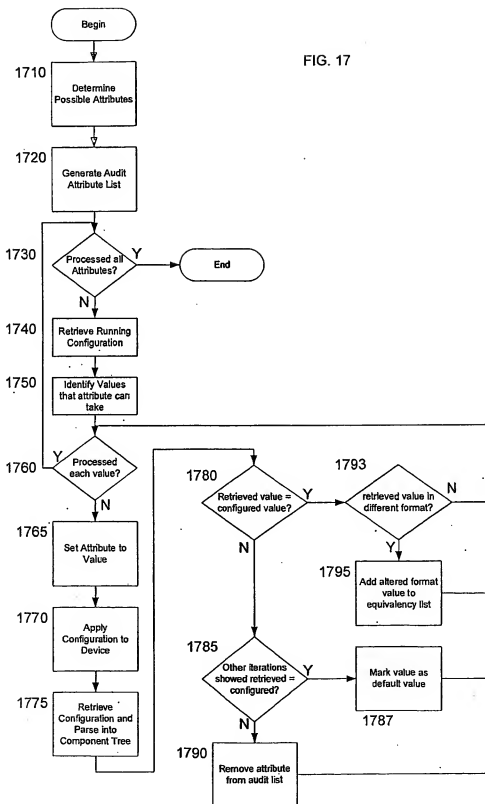 Begin
FIG. 17
1710
Determine
Possible Attributes
1720
Generate Audit
Attribute List
1730
Processed all
Attributes?
Y
End
N
1740
Retrieve Running
Configuration
1750
Identify Values
that attribute can
take
Y
1760
Processed
each value?
N
1765
Set Attribute to
Value
1770
Apply
Configuration to
Device
1775
Retrieve
Configuration and
Parse into
Component Tree
1780
Retrieved value =
configured value?
Y
N
1793
retrieved value in
different format?
N
Y
1795
Add altered format
value to
equivalency list
1785
Other iterations
showed retrieved =
configured?
Y
N
Mark value as
default value
1787
1790
Remove attribute
from audit list